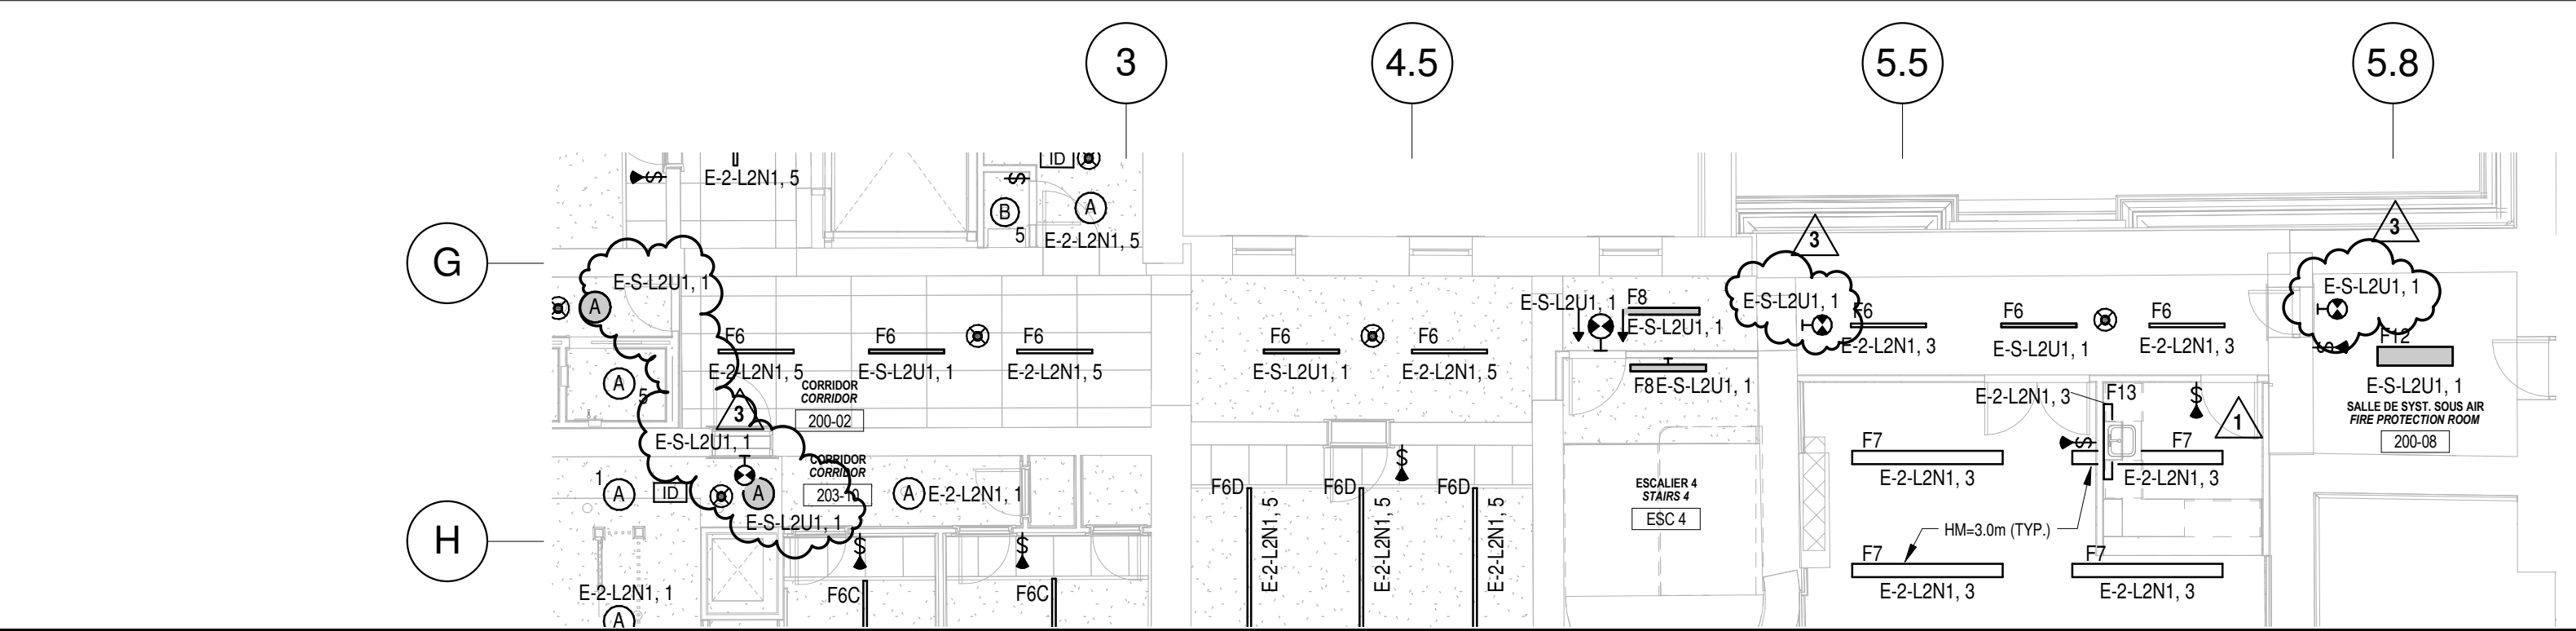 3
4.5
5.5
5.8
G
H
ID
E-2-L2N1, 5
S
S
B
A
5
E-2-L2N1, 5
3
3
E-S-L2U1, 1
A
E-S-L2U1, 1
F8
E-S-L2U1, 1
E-S-L2U1, 1
E-S-L2U1, 1
F6
E-2-L2N1, 5
F6
E-S-L2U1, 1
F6
E-2-L2N1, 5
F6
E-S-L2U1, 1
F6
E-2-L2N1, 5
F6
E-2-L2N1, 3
F6
E-S-L2U1, 1
F6
E-2-L2N1, 3
S
F12
E-S-L2U1, 1
SALLE DE SYST. SOUS AIR
FIRE PROTECTION ROOM
200-08
A
5
CORRIDOR
CORRIDOR
200-02
3
F8 E-S-L2U1, 1
E-2-L2N1, 3
F13
S
1
E-S-L2U1, 1
CORRIDOR
CORRIDOR
203-10
1
A
ID
A
E-S-L2U1, 1
A
E-2-L2N1, 1
S
F6D
E-2-L2N1, 5
F6D
E-2-L2N1, 5
F6D
E-2-L2N1, 5
ESCALIER 4
STAIRS 4
ESC 4
F7
E-2-L2N1, 3
S
F7
E-2-L2N1, 3
HM=3.0m (TYP.)
F7
E-2-L2N1, 3
F7
E-2-L2N1, 3
S
S
E-2-L2N1, 1
A
F6C
F6C